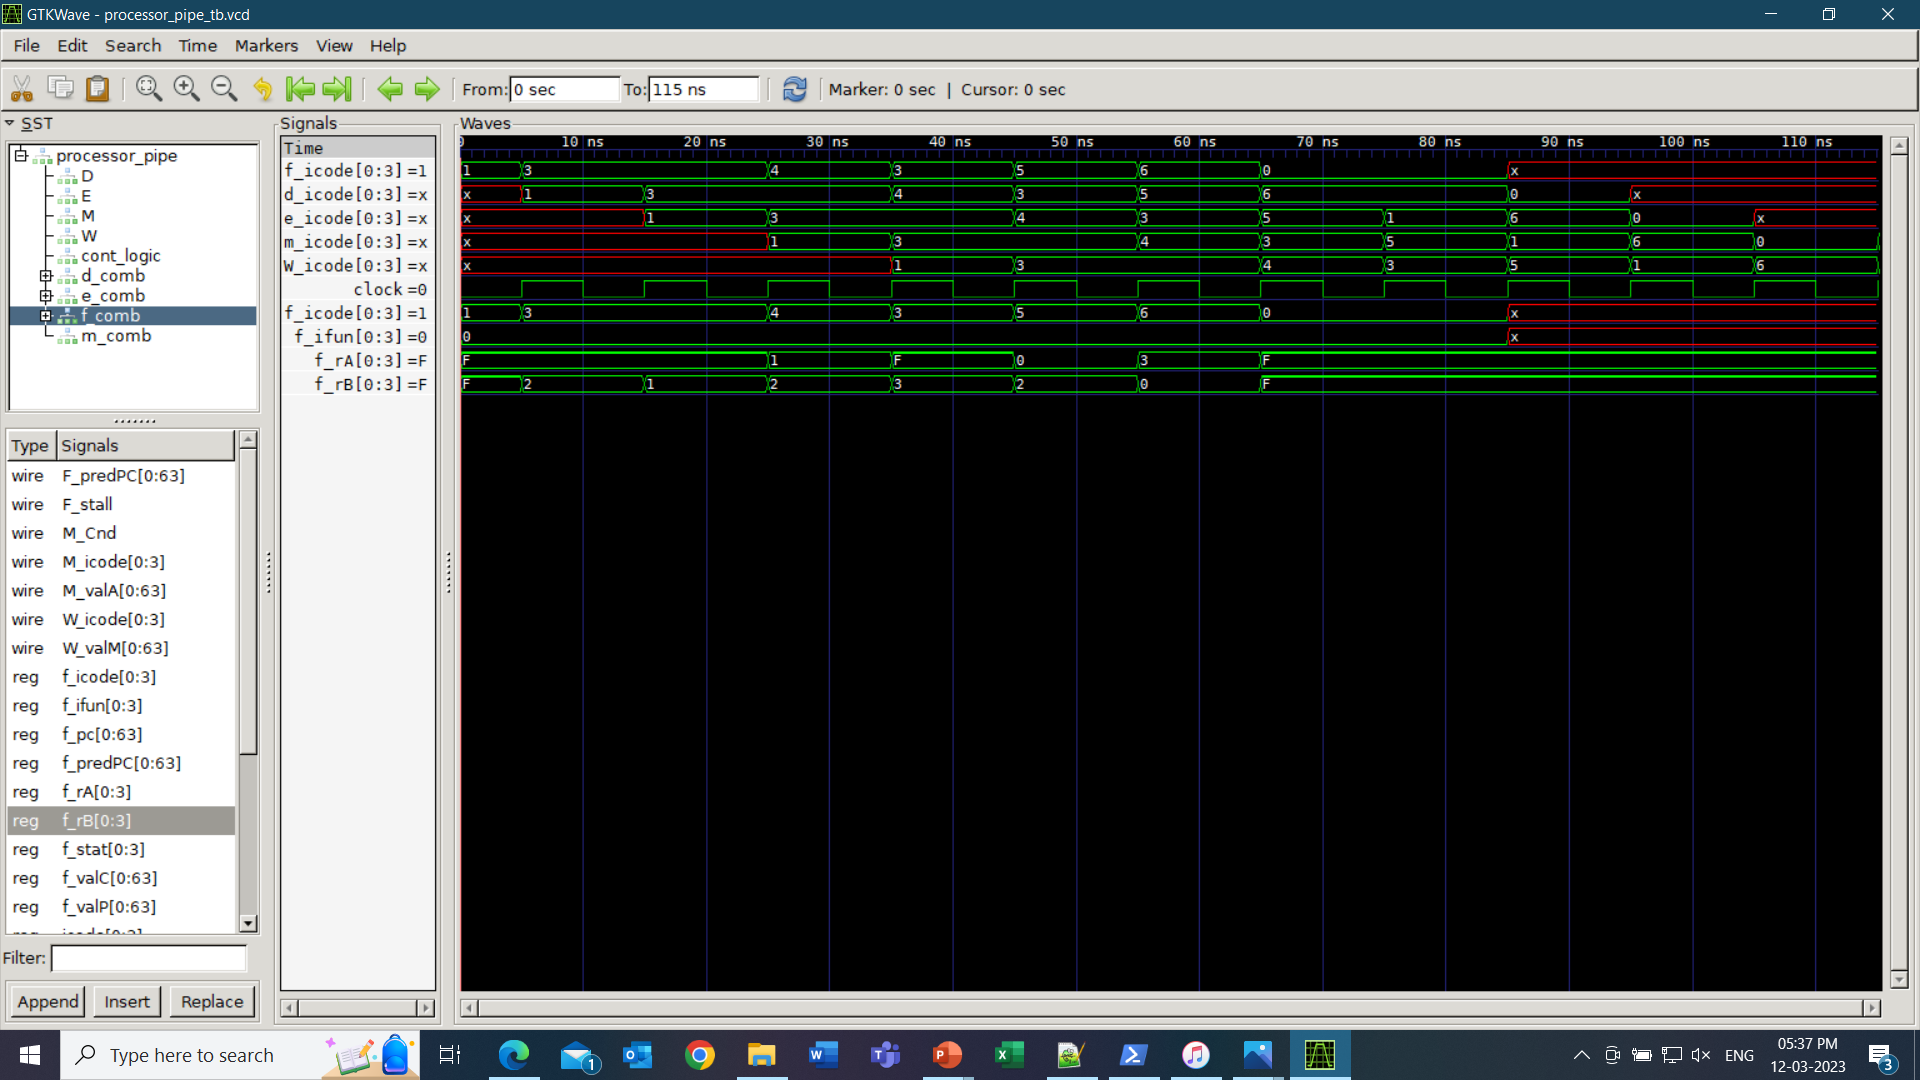 GTKWave - processor_pipe_tb.vcd
File Edit Search Time Markers View Help
From: 0 sec To: 115 ns Marker: 0 sec | Cursor: 0 sec
SST
processor_pipe
D
E
M
W
cont_logic
d_comb
e_comb
f_comb
m_comb
Type Signals
wire F_predPC[0:63]
wire F_stall
wire M_Cnd
wire M_icode[0:3]
wire M_valA[0:63]
wire W_icode[0:3]
wire W_valM[0:63]
reg f_icode[0:3]
reg f_ifun[0:3]
reg f_pc[0:63]
reg f_predPC[0:63]
reg f_rA[0:3]
reg f_rB[0:3]
reg f_stat[0:3]
reg f_valC[0:63]
reg f_valP[0:63]
Filter:
Append Insert Replace
Signals
Time
f_icode[0:3] =1
d_icode[0:3] =x
e_icode[0:3] =x
m_icode[0:3] =x
W_icode[0:3] =x
clock =0
f_icode[0:3] =1
f_ifun[0:3] =0
f_rA[0:3] =F
f_rB[0:3] =F
Waves
0 10 ns 20 ns 30 ns 40 ns 50 ns 60 ns 70 ns 80 ns 90 ns 100 ns 110 ns
1 3 4 3 5 6 0 x
x 1 3 4 3 5 6 0 x
x 1 3 4 3 5 1 6 0 x
x 1 3 4 3 5 1 6 0
x 1 3 4 3 5 1 6
1 3 4 3 5 6 0 x
0 x
F 1 F 0 3 F
F 2 1 2 3 2 0 F
Type here to search
1
ENG
05:37 PM
12-03-2023
3